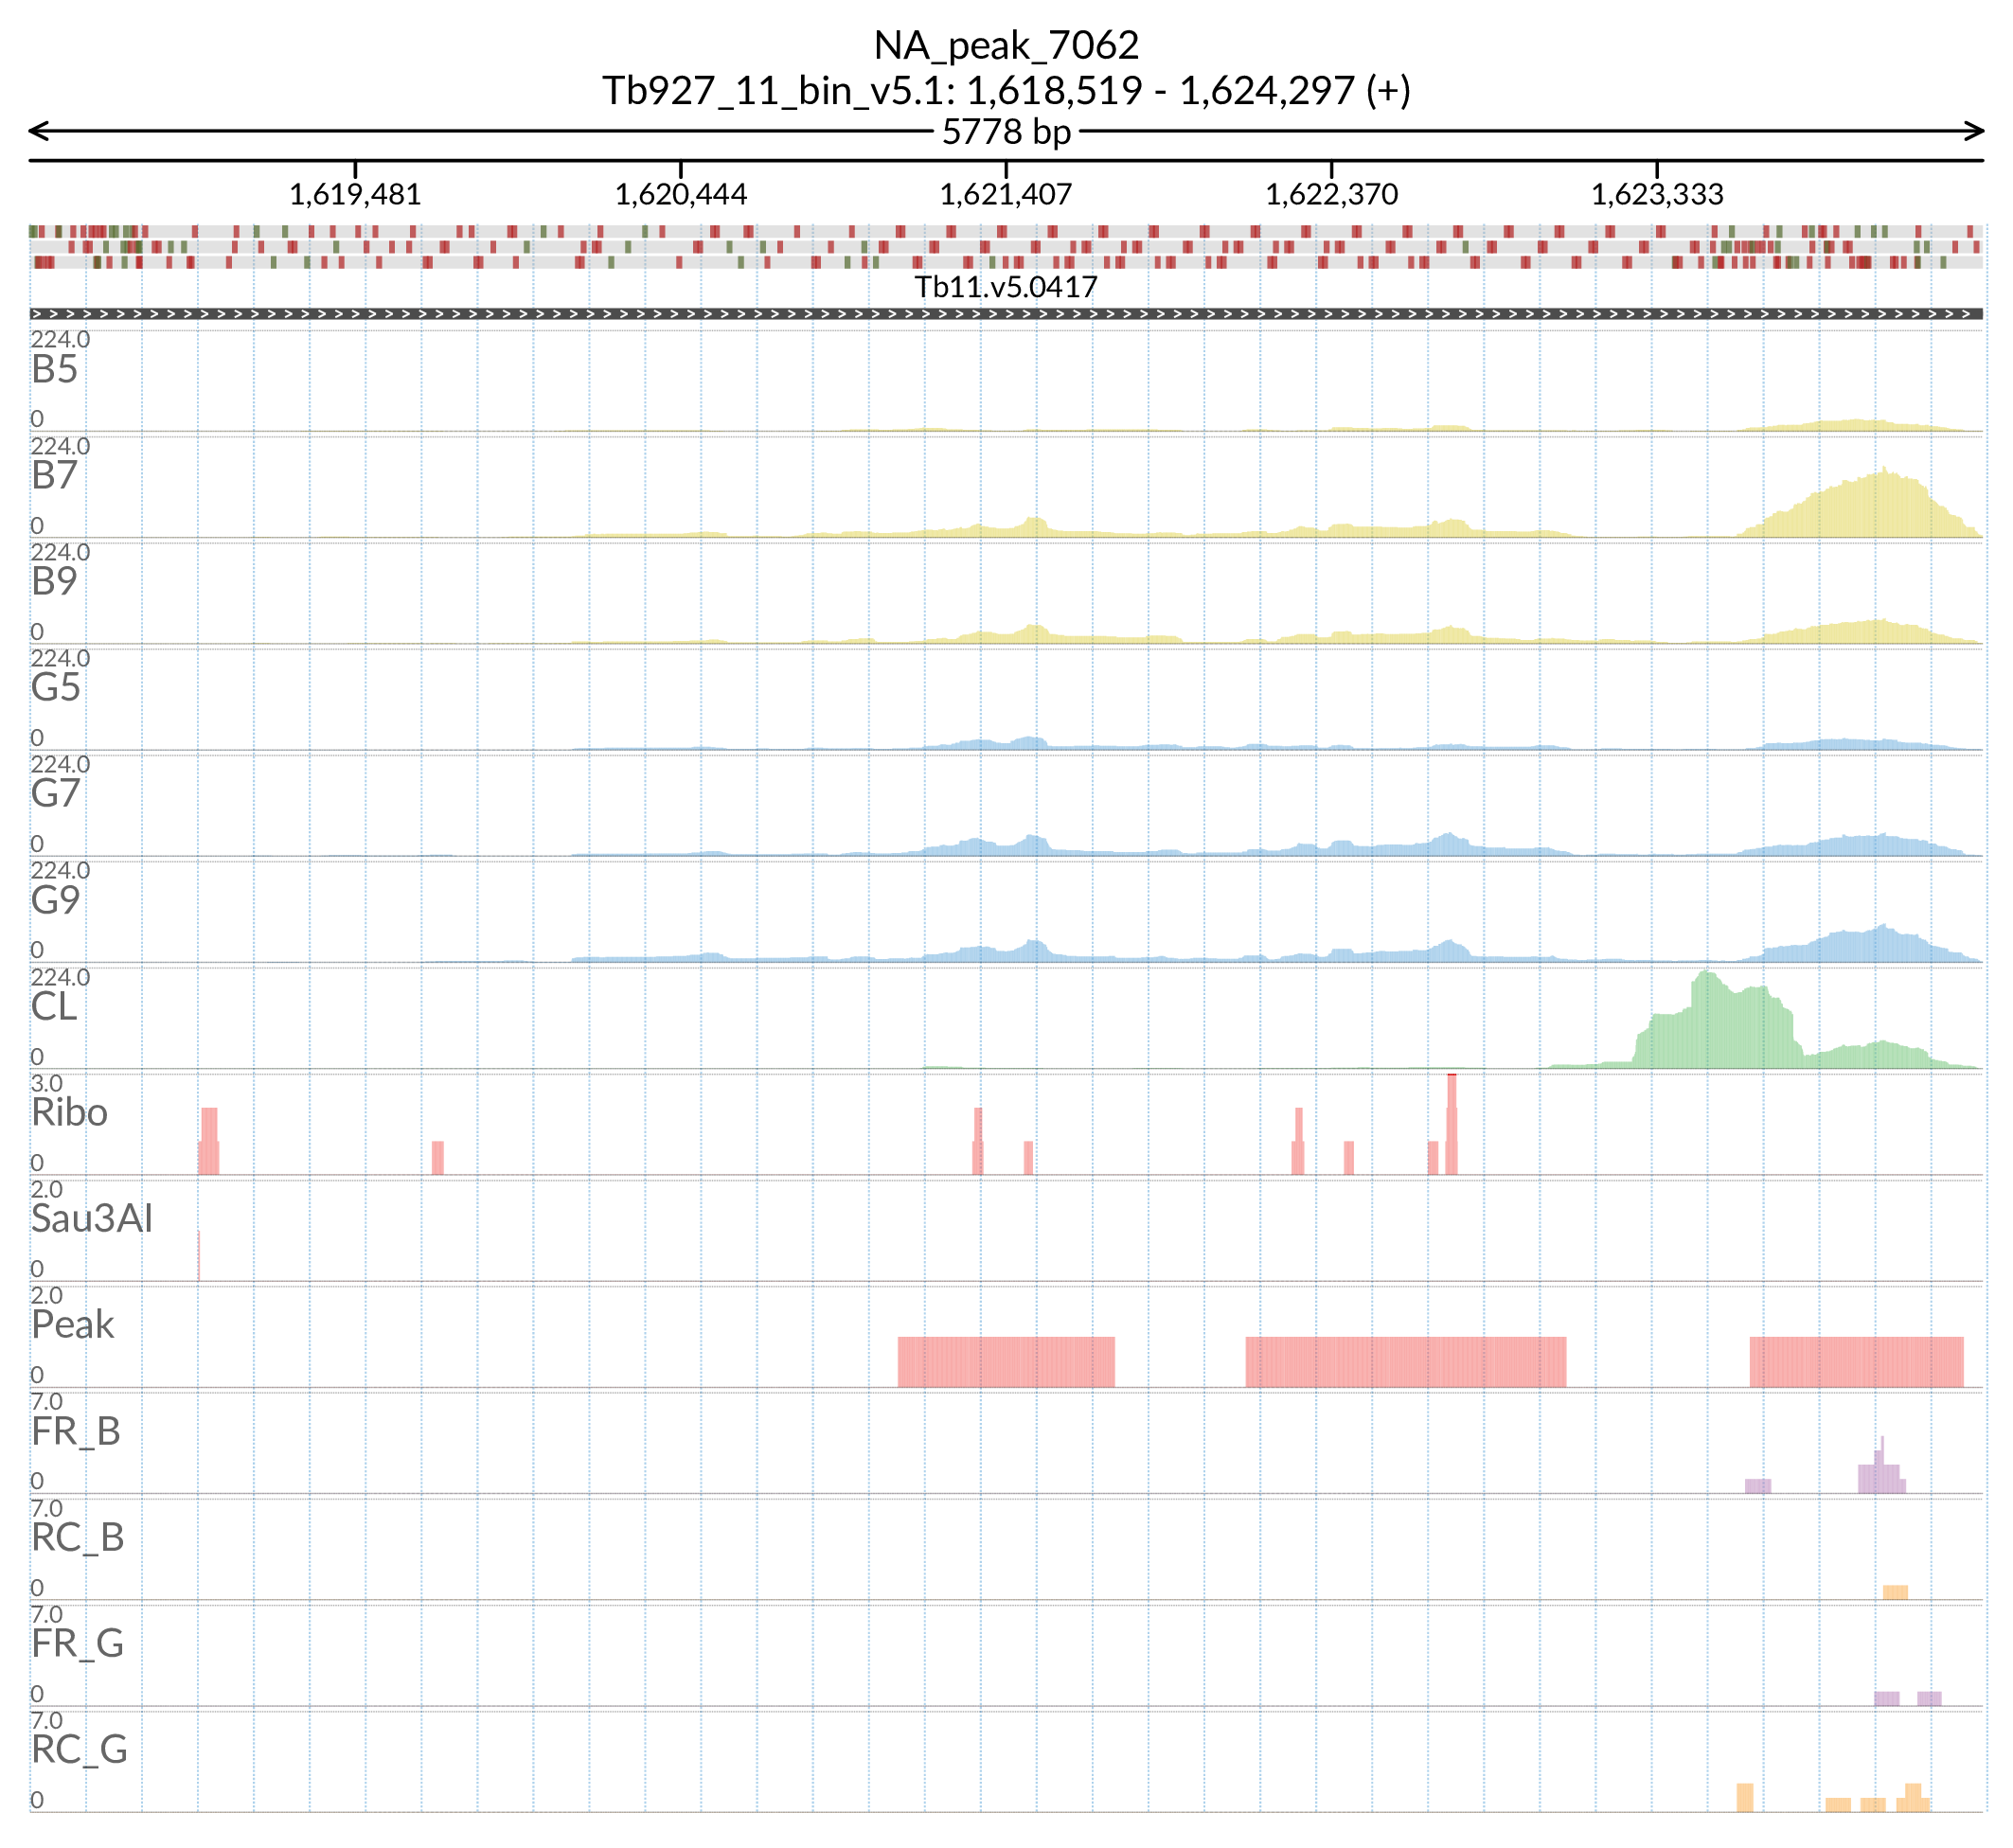 NA_peak_7062
Tb927_11_bin_v5.1: 1,618,519 - 1,624,297 (+)
5778 bp
1,619,481 1,620,444 1,621,407 1,622,370 1,623,333
Tb11.v5.0417
224.0
B5
0
224.0
B7
0
224.0
B9
0
224.0
G5
0
224.0
G7
0
224.0
G9
0
224.0
CL
0
3.0
Ribo
0
2.0
Sau3AI
0
2.0
Peak
0
7.0
FR_B
0
7.0
RC_B
0
7.0
FR_G
0
7.0
RC_G
0